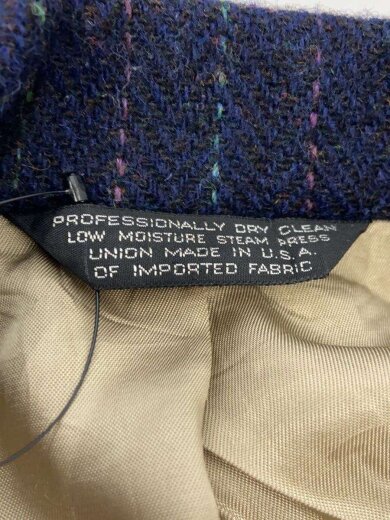 PROFESSIONALLY DRY CLEAN
LOW MOISTURE STEAM PRESS
UNION MADE IN U.S.A.
OF IMPORTED FABRIC